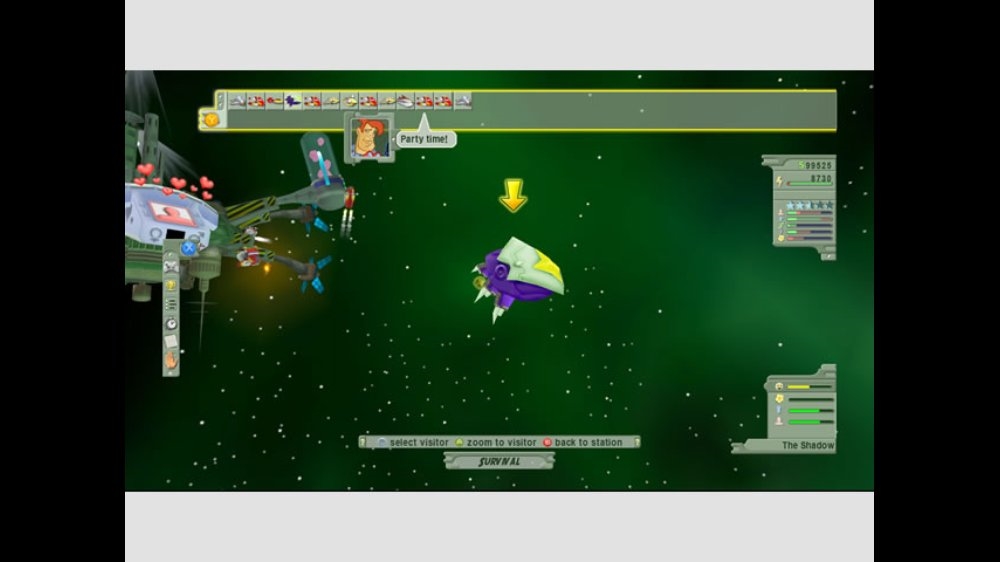 Party time!
99525
8730
select visitor zoom to visitor back to station
SURVIVAL
The Shadow